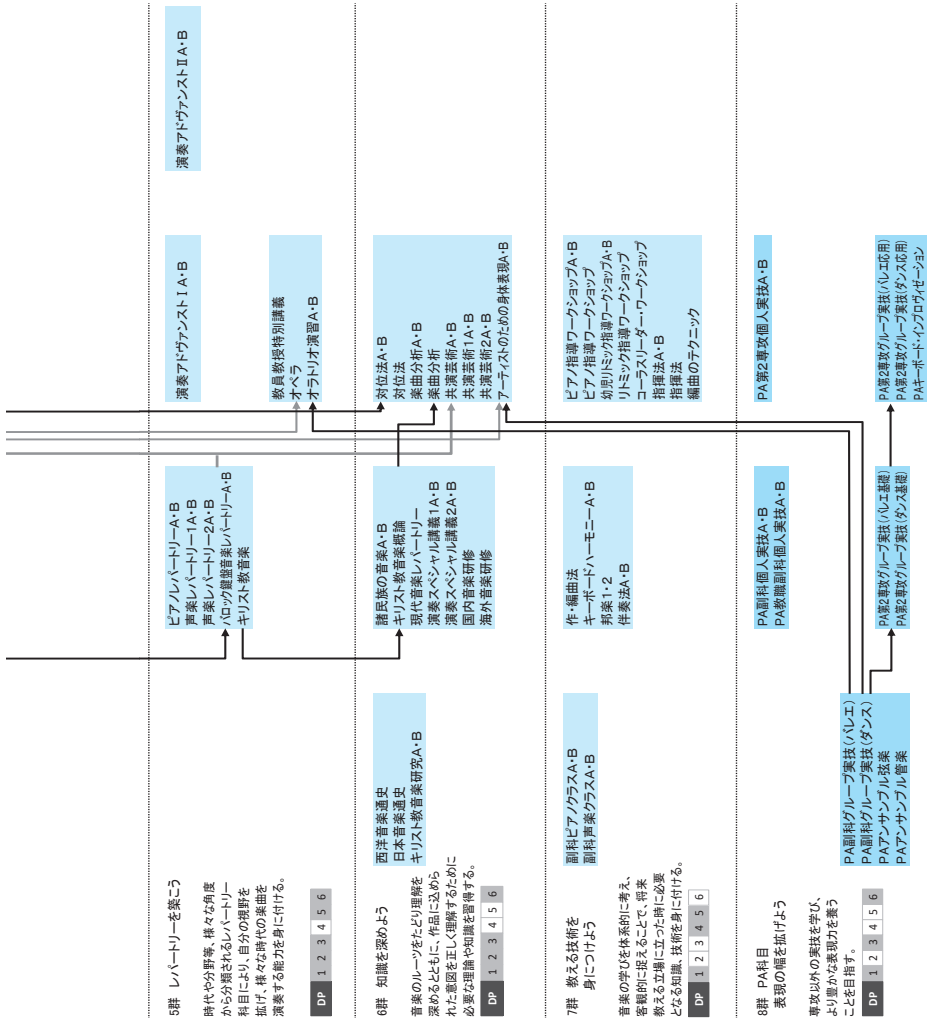 5群 レパートリーを築こう
時代や分野等、様々な角度
から分類されるレパートリー
科目により、自分の視野を
拡げ、様々な時代の楽曲を
演奏する能力を身に付ける。
DP 1 2 3 4 5 6
ピアノレパートリーA・B
声楽レパートリー1A・B
声楽レパートリー2A・B
バロック鍵盤音楽レパートリーA・B
キリスト教音楽
演奏アドヴァンストⅠA・B
教員教授特別講義
オペラ
オラトリオ演習A・B
演奏アドヴァンストⅡA・B
6群 知識を深めよう
音楽のルーツをたどり理解を
深めるとともに、作品に込めら
れた意図を正しく理解するために
必要な理論や知識を習得する。
DP 1 2 3 4 5 6
西洋音楽通史
日本音楽通史
キリスト教音楽研究A・B
諸民族の音楽A・B
キリスト教音楽概論
現代音楽レパートリー
演奏スペシャル講義1A・B
演奏スペシャル講義2A・B
国内音楽研修
海外音楽研修
対位法A・B
対位法
楽曲分析A・B
楽曲分析
共演芸術A・B
共演芸術1A・B
共演芸術2A・B
アーティストのための身体表現A・B
7群 教える技術を
身につけよう
音楽の学びを体系的に考え、
客観的に捉えることで、将来
教える立場に立った時に必要
となる知識、技術を身に付ける。
DP 1 2 3 4 5 6
副科ピアノクラスA・B
副科声楽クラスA・B
作・編曲法
キーボードハーモニーA・B
邦楽1・2
伴奏法A・B
ピアノ指導ワークショップA・B
ピアノ指導ワークショップ
幼児リトミック指導ワークショップA・B
リトミック指導ワークショップ
コーラスリーダー・ワークショップ
指揮法A・B
指揮法
編曲のテクニック
8群 PA科目
表現の幅を拡げよう
専攻以外の実技を学び、
より豊かな表現力を養う
ことを目指す。
DP 1 2 3 4 5 6
PA副科グループ実技(バレエ)
PA副科グループ実技(ダンス)
PAアンサンブル弦楽
PAアンサンブル管楽
PA副科個人実技A・B
PA教職副科個人実技A・B
PA第2専攻グループ実技(バレエ基礎)
PA第2専攻グループ実技(ダンス基礎)
PA第2専攻個人実技A・B
PA第2専攻グループ実技(バレエ応用)
PA第2専攻グループ実技(ダンス応用)
PAキーボード・インプロヴィゼーション